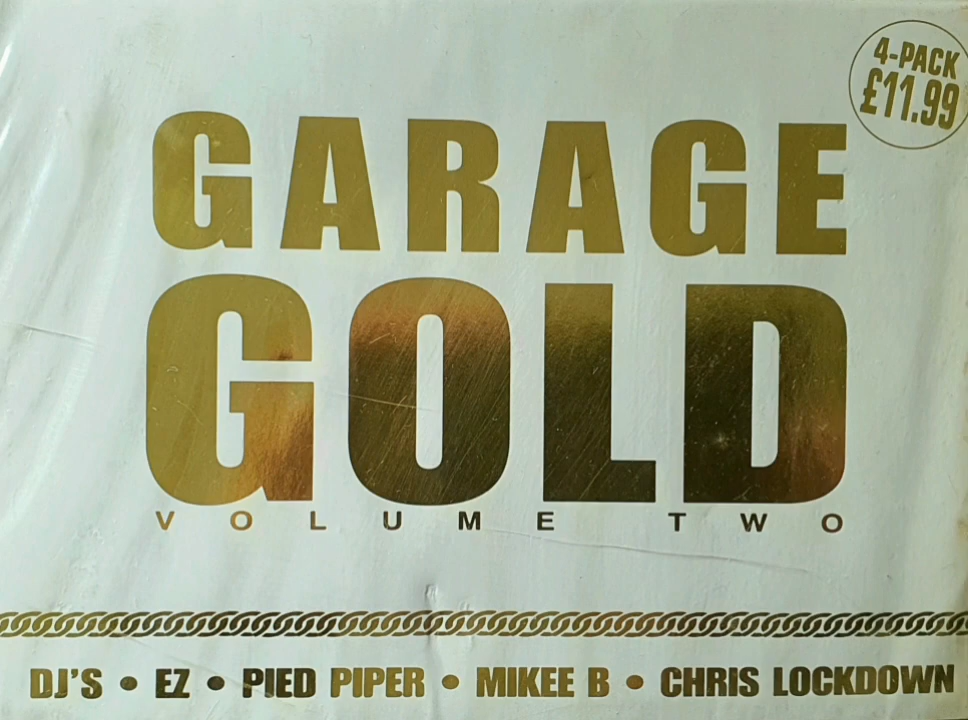 4-PACK
£11.99
GARAGE
GOLD
VOLUME TWO
DJ'S • EZ • PIED PIPER • MIKEE B • CHRIS LOCKDOWN